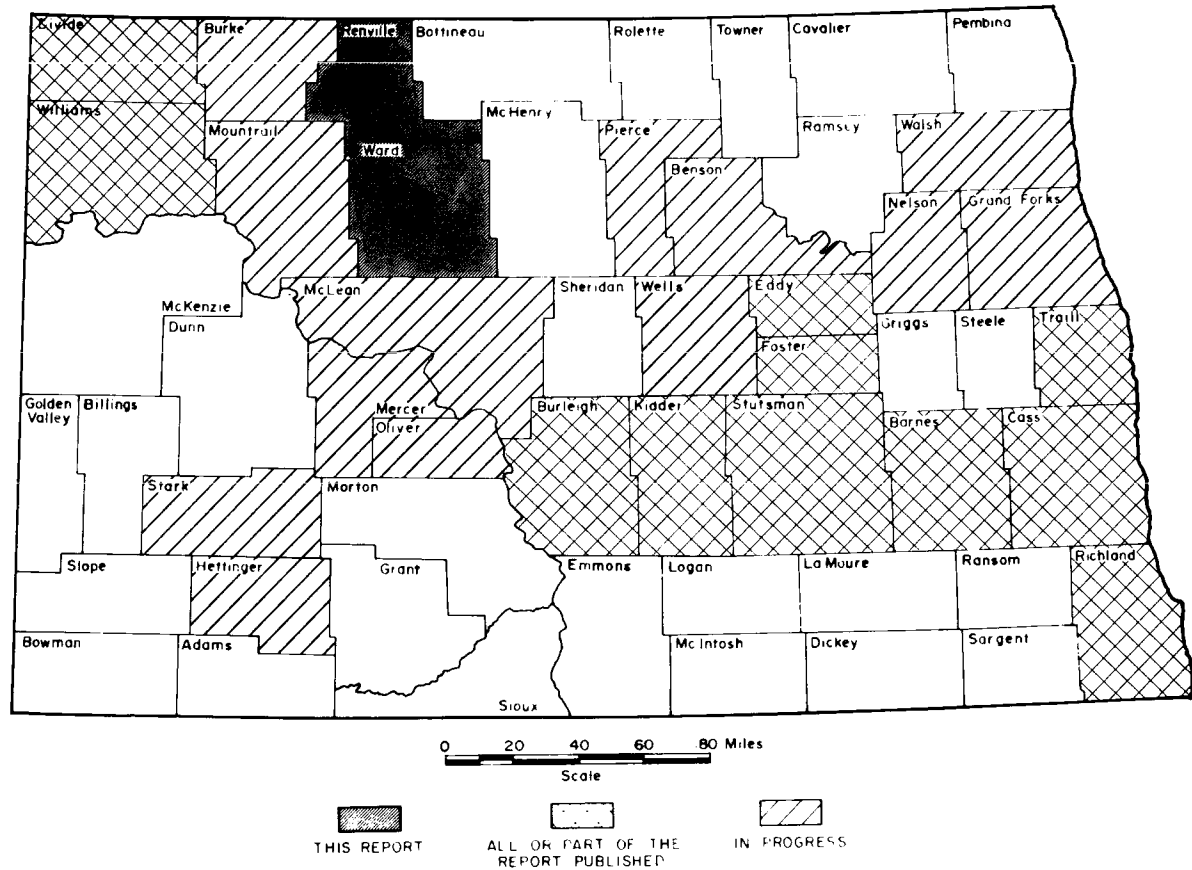 Divide
Burke
Renville
Bottineau
Rolette
Towner
Cavalier
Pembina
Williams
Mountrail
Ward
McHenry
Pierce
Benson
Ramsey
Walsh
Nelson
Grand Forks
McKenzie
Dunn
McLean
Sheridan
Wells
Eddy
Foster
Griggs
Steele
Traill
Golden
Valley
Billings
Mercer
Oliver
Burleigh
Kidder
Stutsman
Barnes
Cass
Stark
Morton
Slope
Hettinger
Grant
Emmons
Logan
La Moure
Ransom
Richland
Bowman
Adams
Sioux
McIntosh
Dickey
Sargent
0 20 40 60 80 Miles
Scale
THIS REPORT
ALL OR PART OF THE
REPORT PUBLISHED
IN PROGRESS